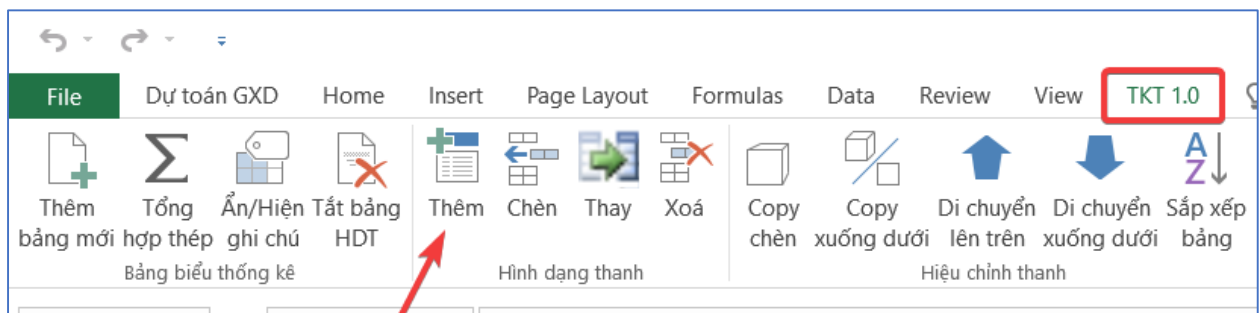 File Dự toán GXD Home Insert Page Layout Formulas Data Review View TKT 1.0
Thêm Tổng Ẩn/Hiện Tắt bảng Thêm Chèn Thay Xoá Copy Copy Di chuyển Di chuyển Sắp xếp
bảng mới hợp thép ghi chú HDT chèn xuống dưới lên trên xuống dưới bảng
Bảng biểu thống kê Hình dạng thanh Hiệu chỉnh thanh